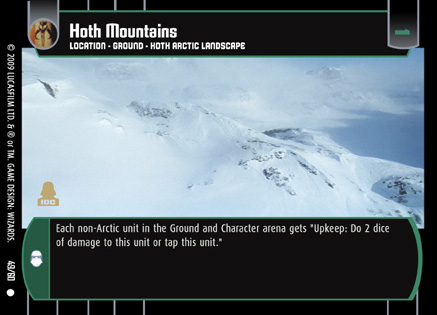 Hoth Mountains
LOCATION - GROUND - HOTH ARCTIC LANDSCAPE
© 2009 LUCASFILM LTD. & ® or TM. GAME DESIGN: WIZARDS. 49/60
IDC
Each non-Arctic unit in the Ground and Character arena gets "Upkeep: Do 2 dice
of damage to this unit or tap this unit."